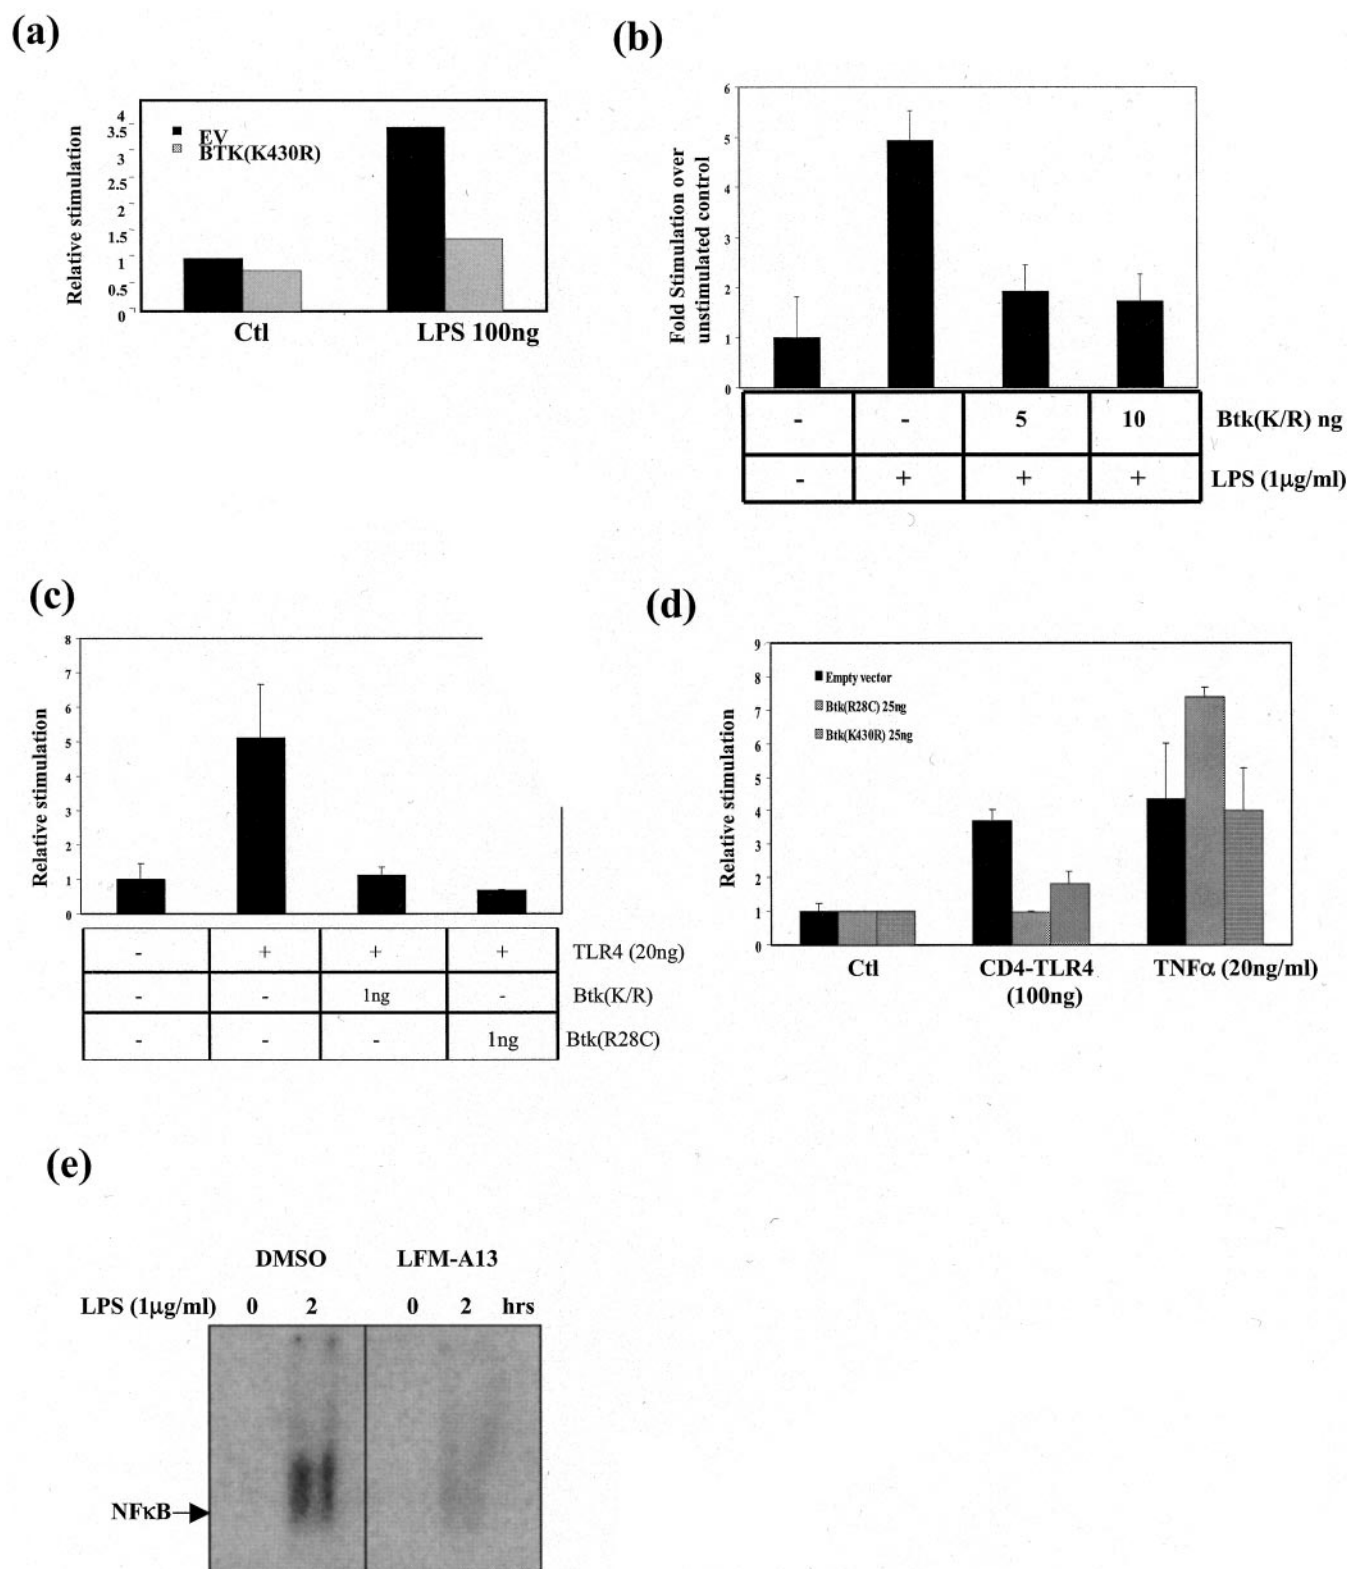 (a)
4
3.5
3
2.5
2
1.5
1
0.5
0
Relative stimulation
EV
BTK(K430R)
Ctl
LPS 100ng
(b)
6
5
4
3
2
1
0
Fold Stimulation over
unstimulated control
- - 5 10 Btk(K/R) ng
- + + + LPS (1μg/ml)
(c)
8
7
6
5
4
3
2
1
0
Relative stimulation
- + + + TLR4 (20ng)
- - 1ng - Btk(K/R)
- - - 1ng Btk(R28C)
(d)
9
8
7
6
5
4
3
2
1
0
Relative stimulation
Empty vector
Btk(R28C) 25ng
Btk(K430R) 25ng
Ctl
CD4-TLR4
(100ng)
TNFα (20ng/ml)
(e)
DMSO LFM-A13
LPS (1μg/ml) 0 2 0 2 hrs
NFκB